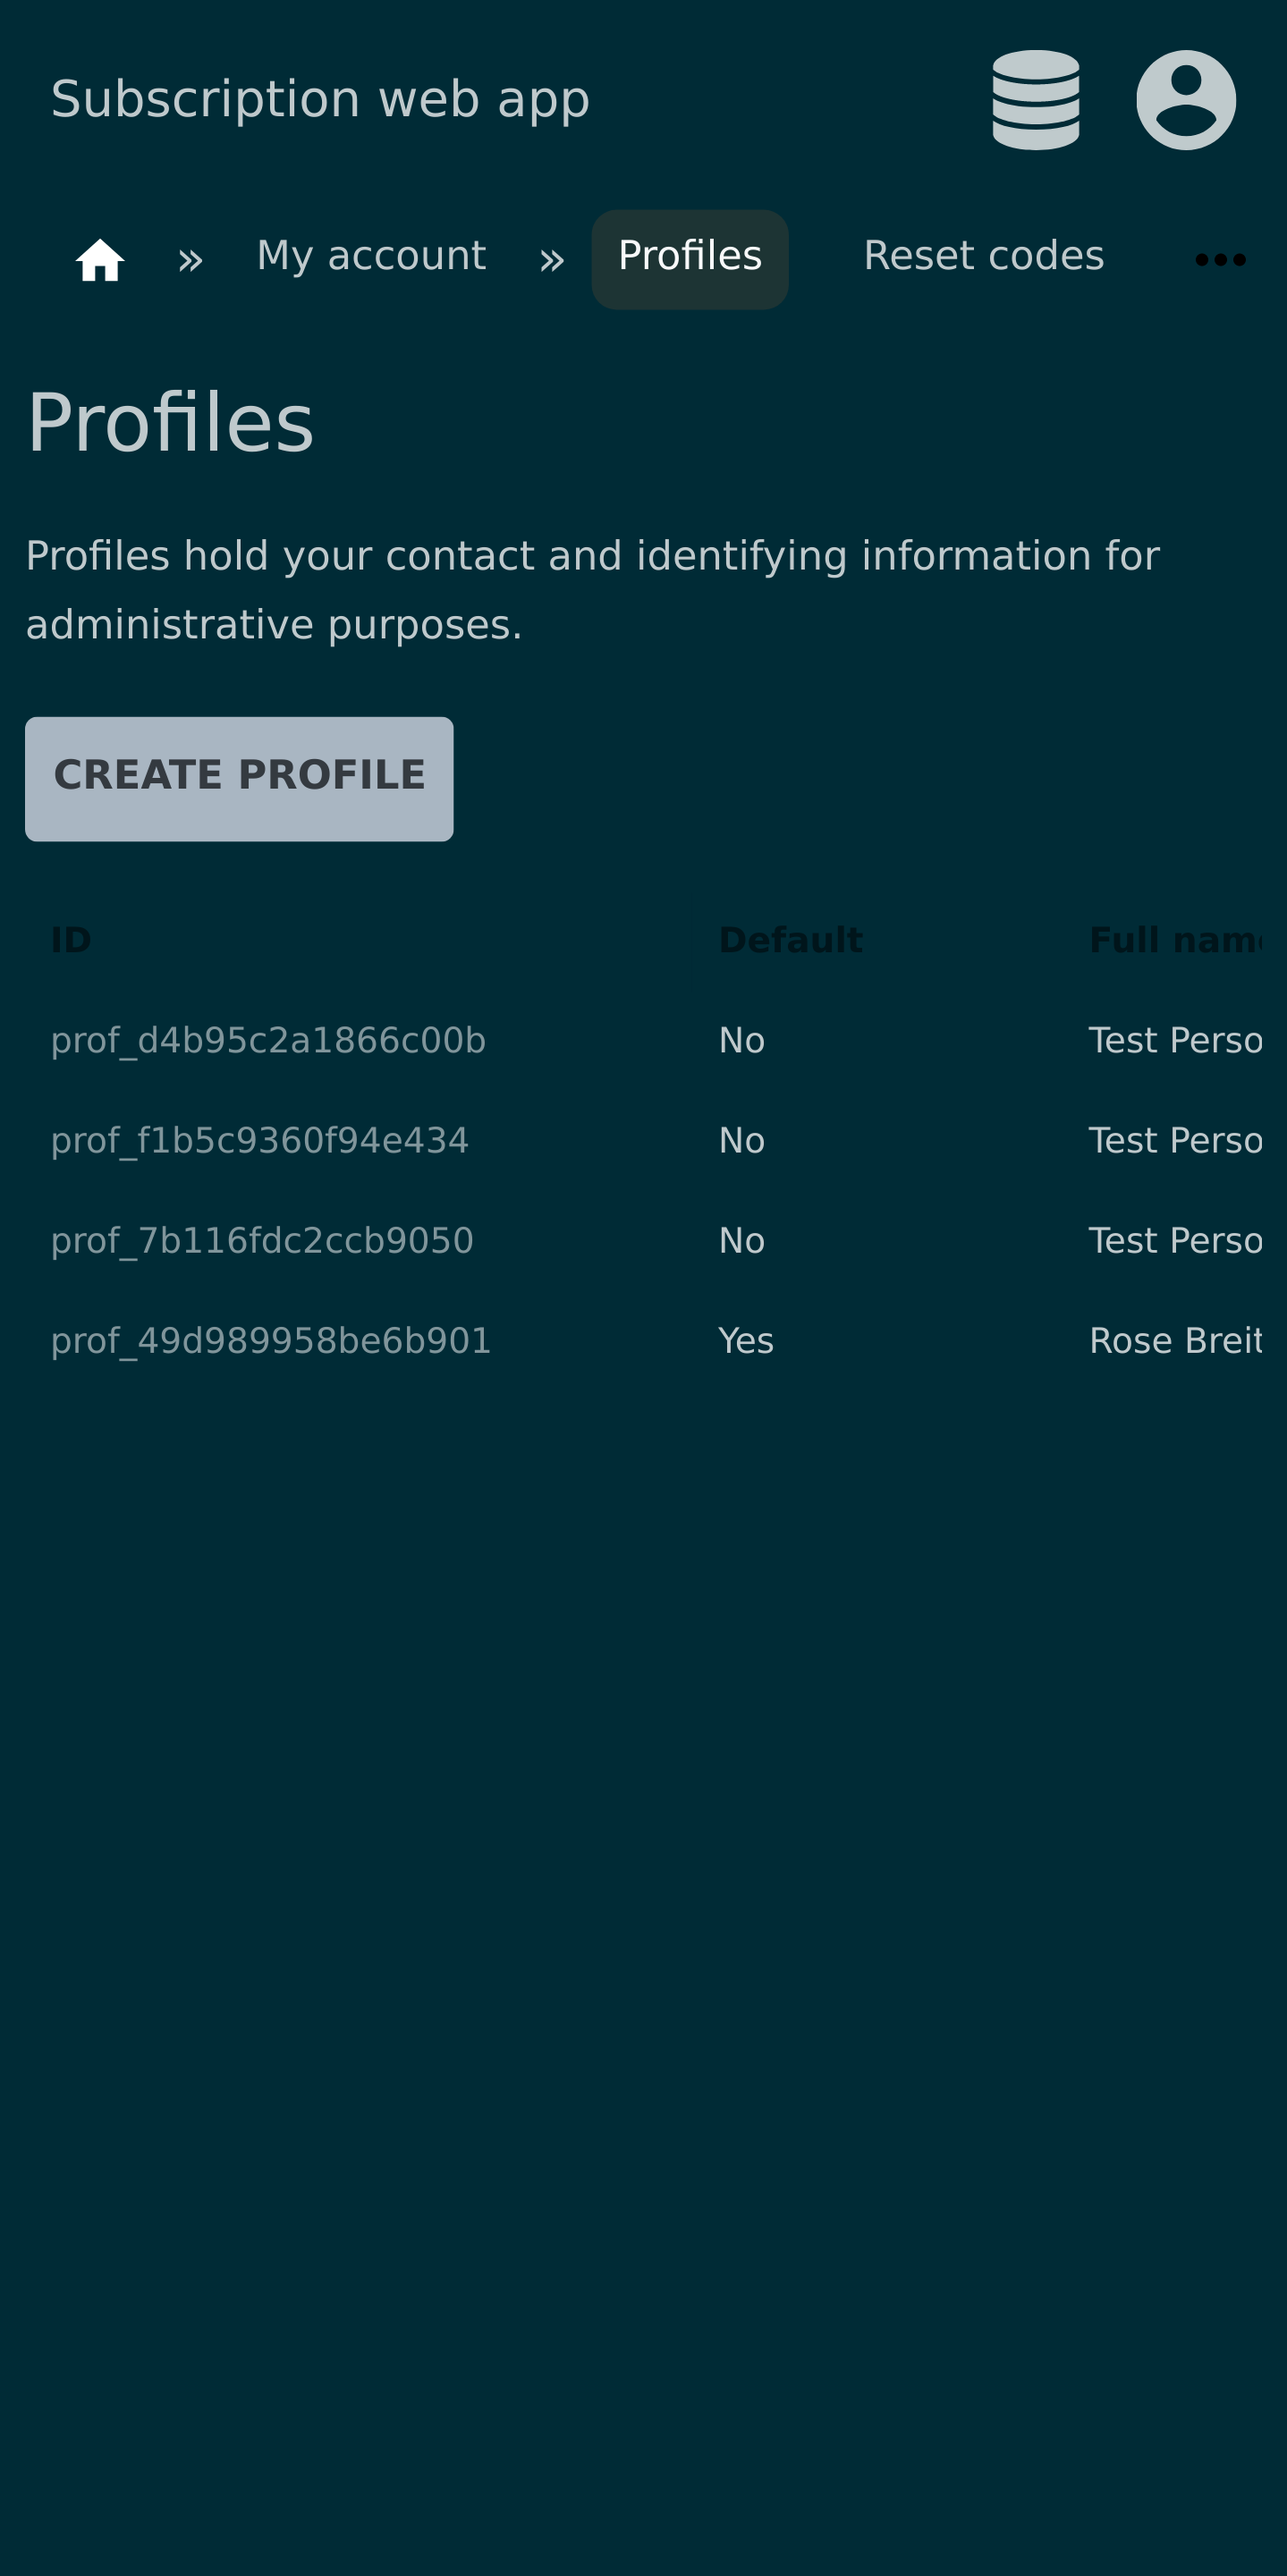 Subscription web app
» My account » Profiles Reset codes •••
Profiles
Profiles hold your contact and identifying information for
administrative purposes.
CREATE PROFILE
ID Default Full name
prof_d4b95c2a1866c00b No Test Perso
prof_f1b5c9360f94e434 No Test Perso
prof_7b116fdc2ccb9050 No Test Perso
prof_49d989958be6b901 Yes Rose Breit